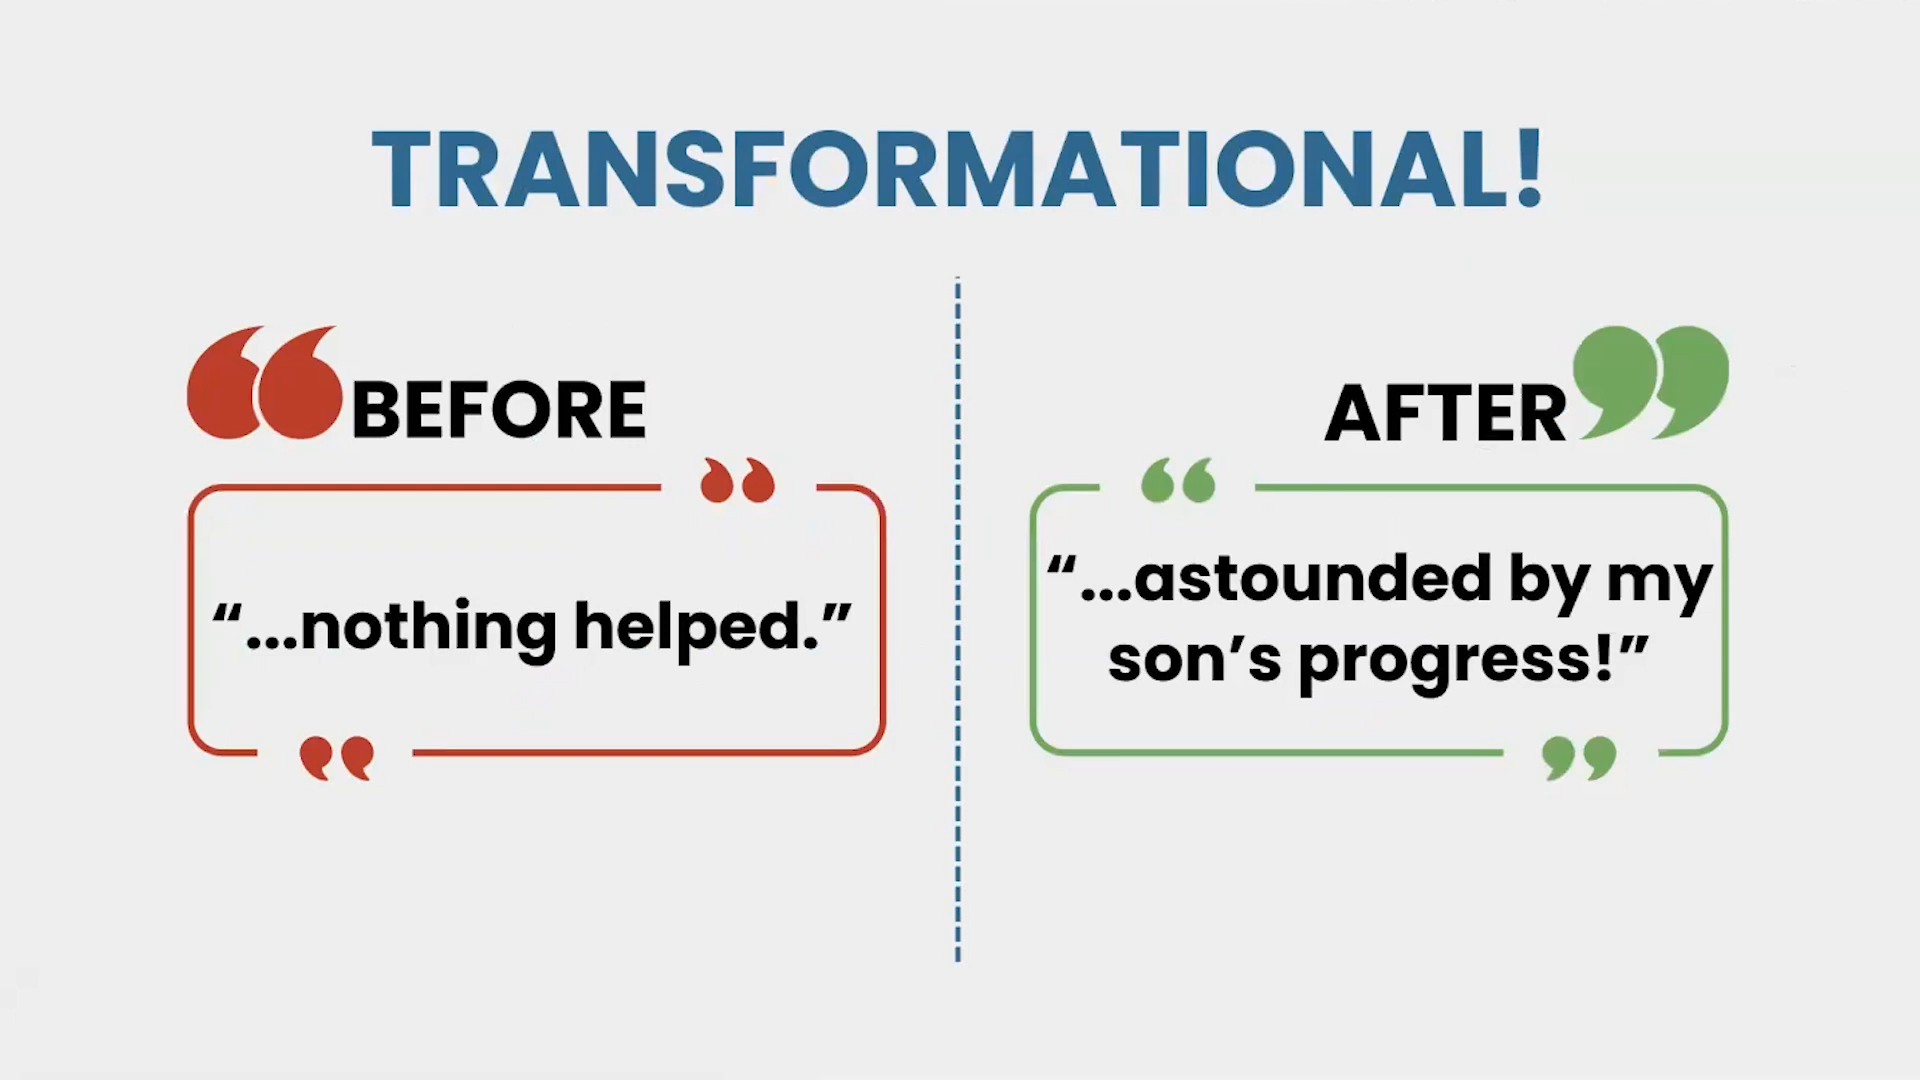 TRANSFORMATIONAL!
BEFORE
“...nothing helped.”
AFTER
“...astounded by my
son’s progress!”